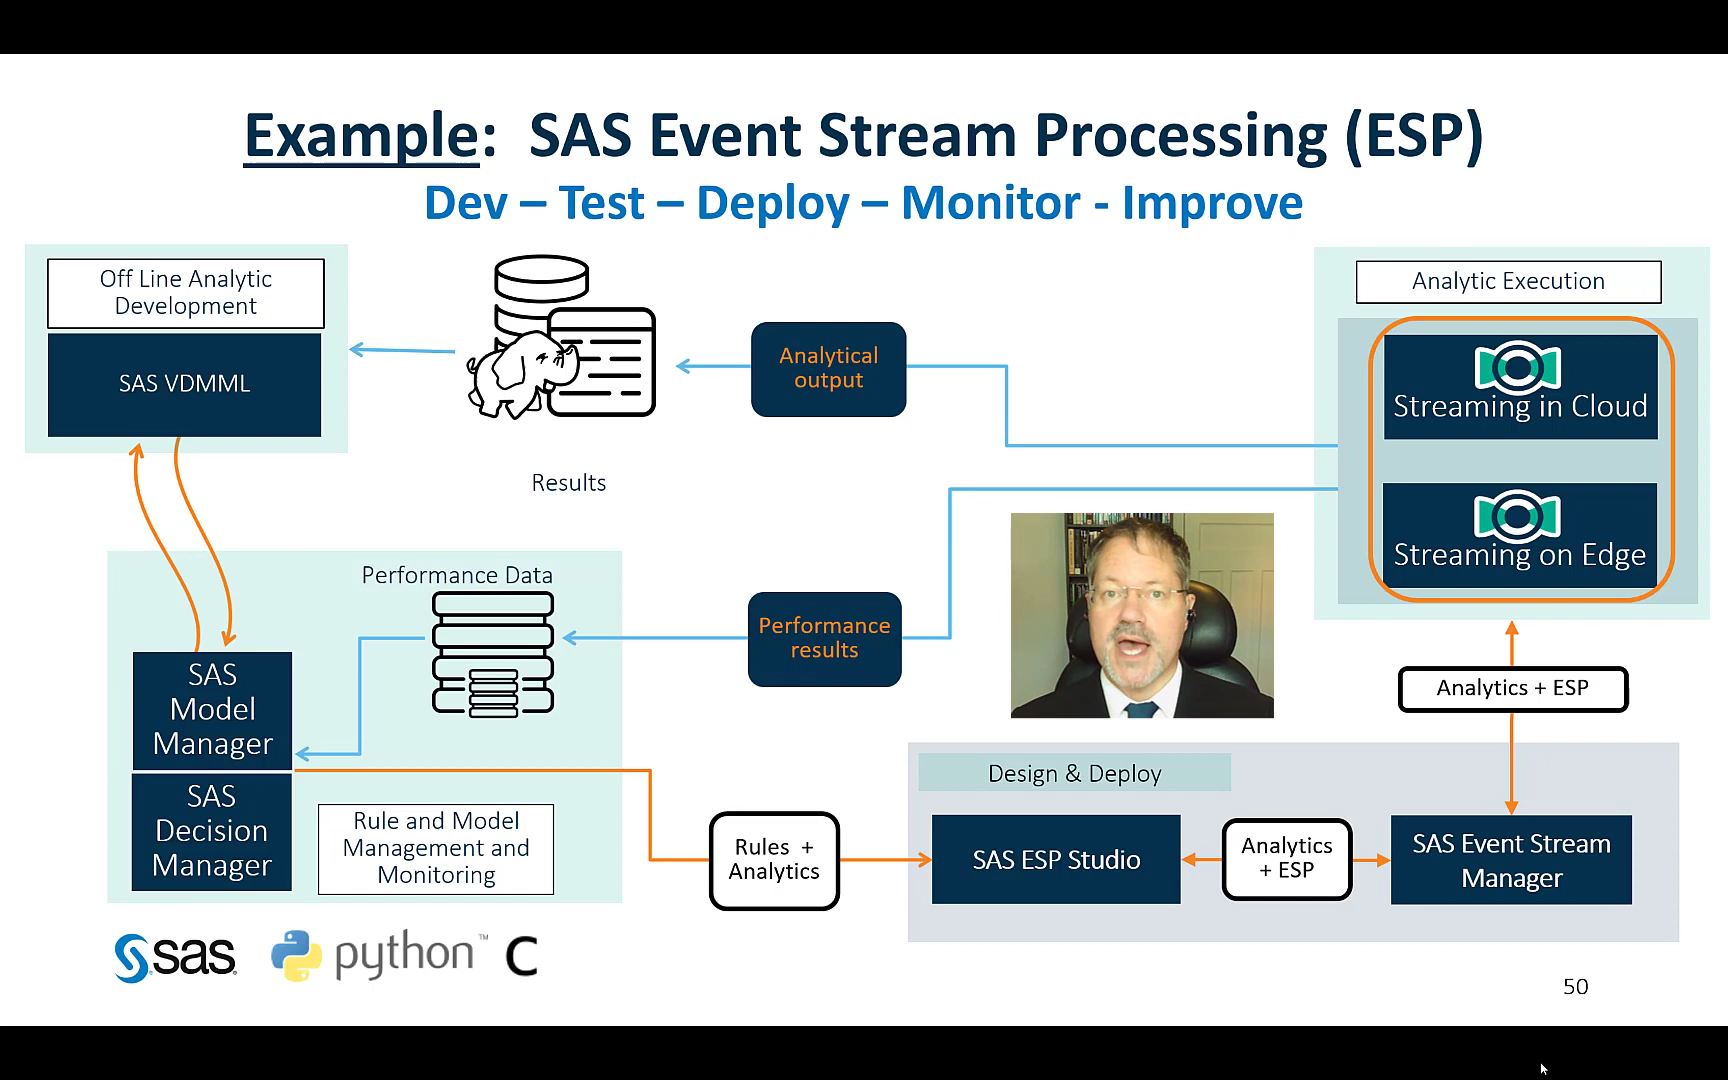 Example:  SAS Event Stream Processing (ESP)
Dev – Test – Deploy – Monitor - Improve
Off Line Analytic
Development
SAS VDMML
Results
Analytical
output
Analytic Execution
Streaming in Cloud
Streaming on Edge
Performance Data
Performance
results
SAS
Model
Manager
SAS
Decision
Manager
Rule and Model
Management and
Monitoring
Rules +
Analytics
Analytics + ESP
Design & Deploy
SAS ESP Studio
Analytics
+ ESP
SAS Event Stream
Manager
sas
python™
C
50